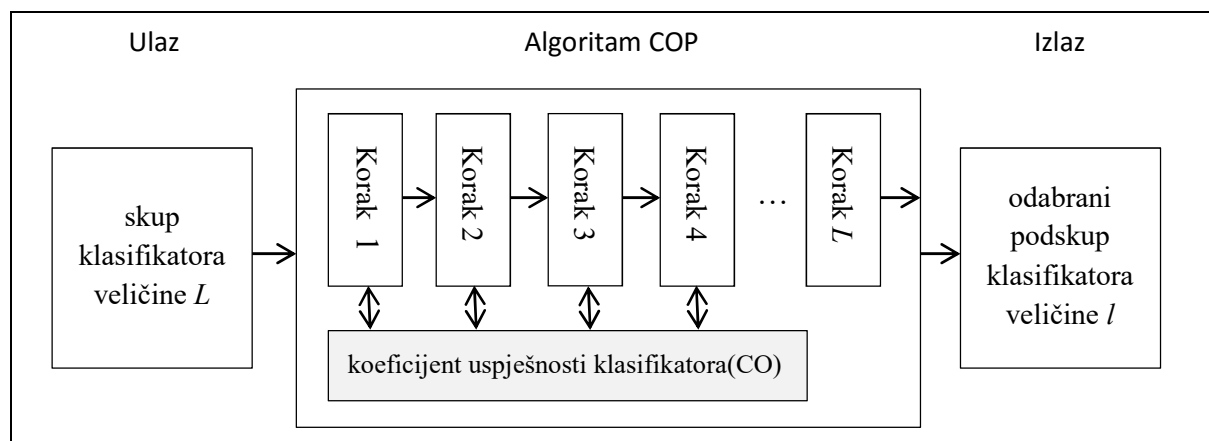 Ulaz
Algoritam COP
Izlaz
skup
klasifikatora
veličine L
Korak 1
Korak 2
Korak 3
Korak 4
…
Korak L
koeficijent uspješnosti klasifikatora(CO)
odabrani
podskup
klasifikatora
veličine l